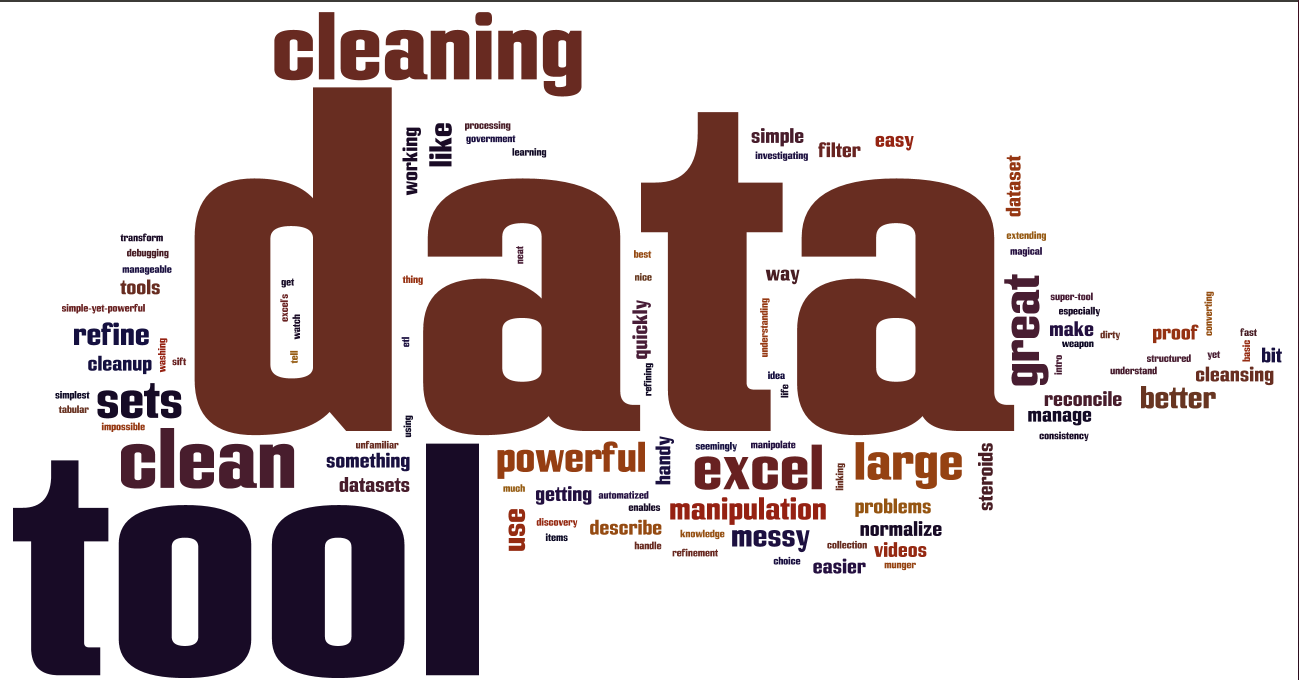 cleaning
data
working
like
processing
government
learning
simple
investigating
filter
easy
dataset
extending
magical
transform
debugging
manageable
tools
simple-yet-powerful
refine
cleanup
washing
sift
simplest
sets
tabular
impossible
get
excel's
watch
tell
thing
etl
using
neat
best
nice
quickly
refining
way
understanding
idea
life
great
super-tool
especially
make
weapon
dirty
intro
proof
converting
structured
yet
fast
basic
bit
understand
cleansing
reconcile
better
manage
consistency
clean
unfamiliar
something
datasets
tool
powerful
handy
seemingly
manipulate
excel
linking
large
steroids
much
getting
automatized
enables
use
discovery
items
describe
handle
manipulation
knowledge
messy
refinement
choice
problems
normalize
collection
videos
easier
munger